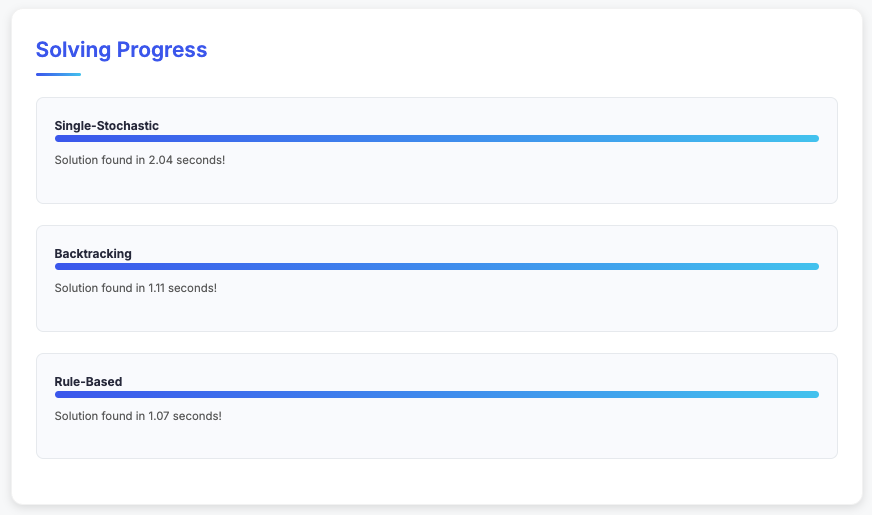 Solving Progress
Single-Stochastic
Solution found in 2.04 seconds!
Backtracking
Solution found in 1.11 seconds!
Rule-Based
Solution found in 1.07 seconds!